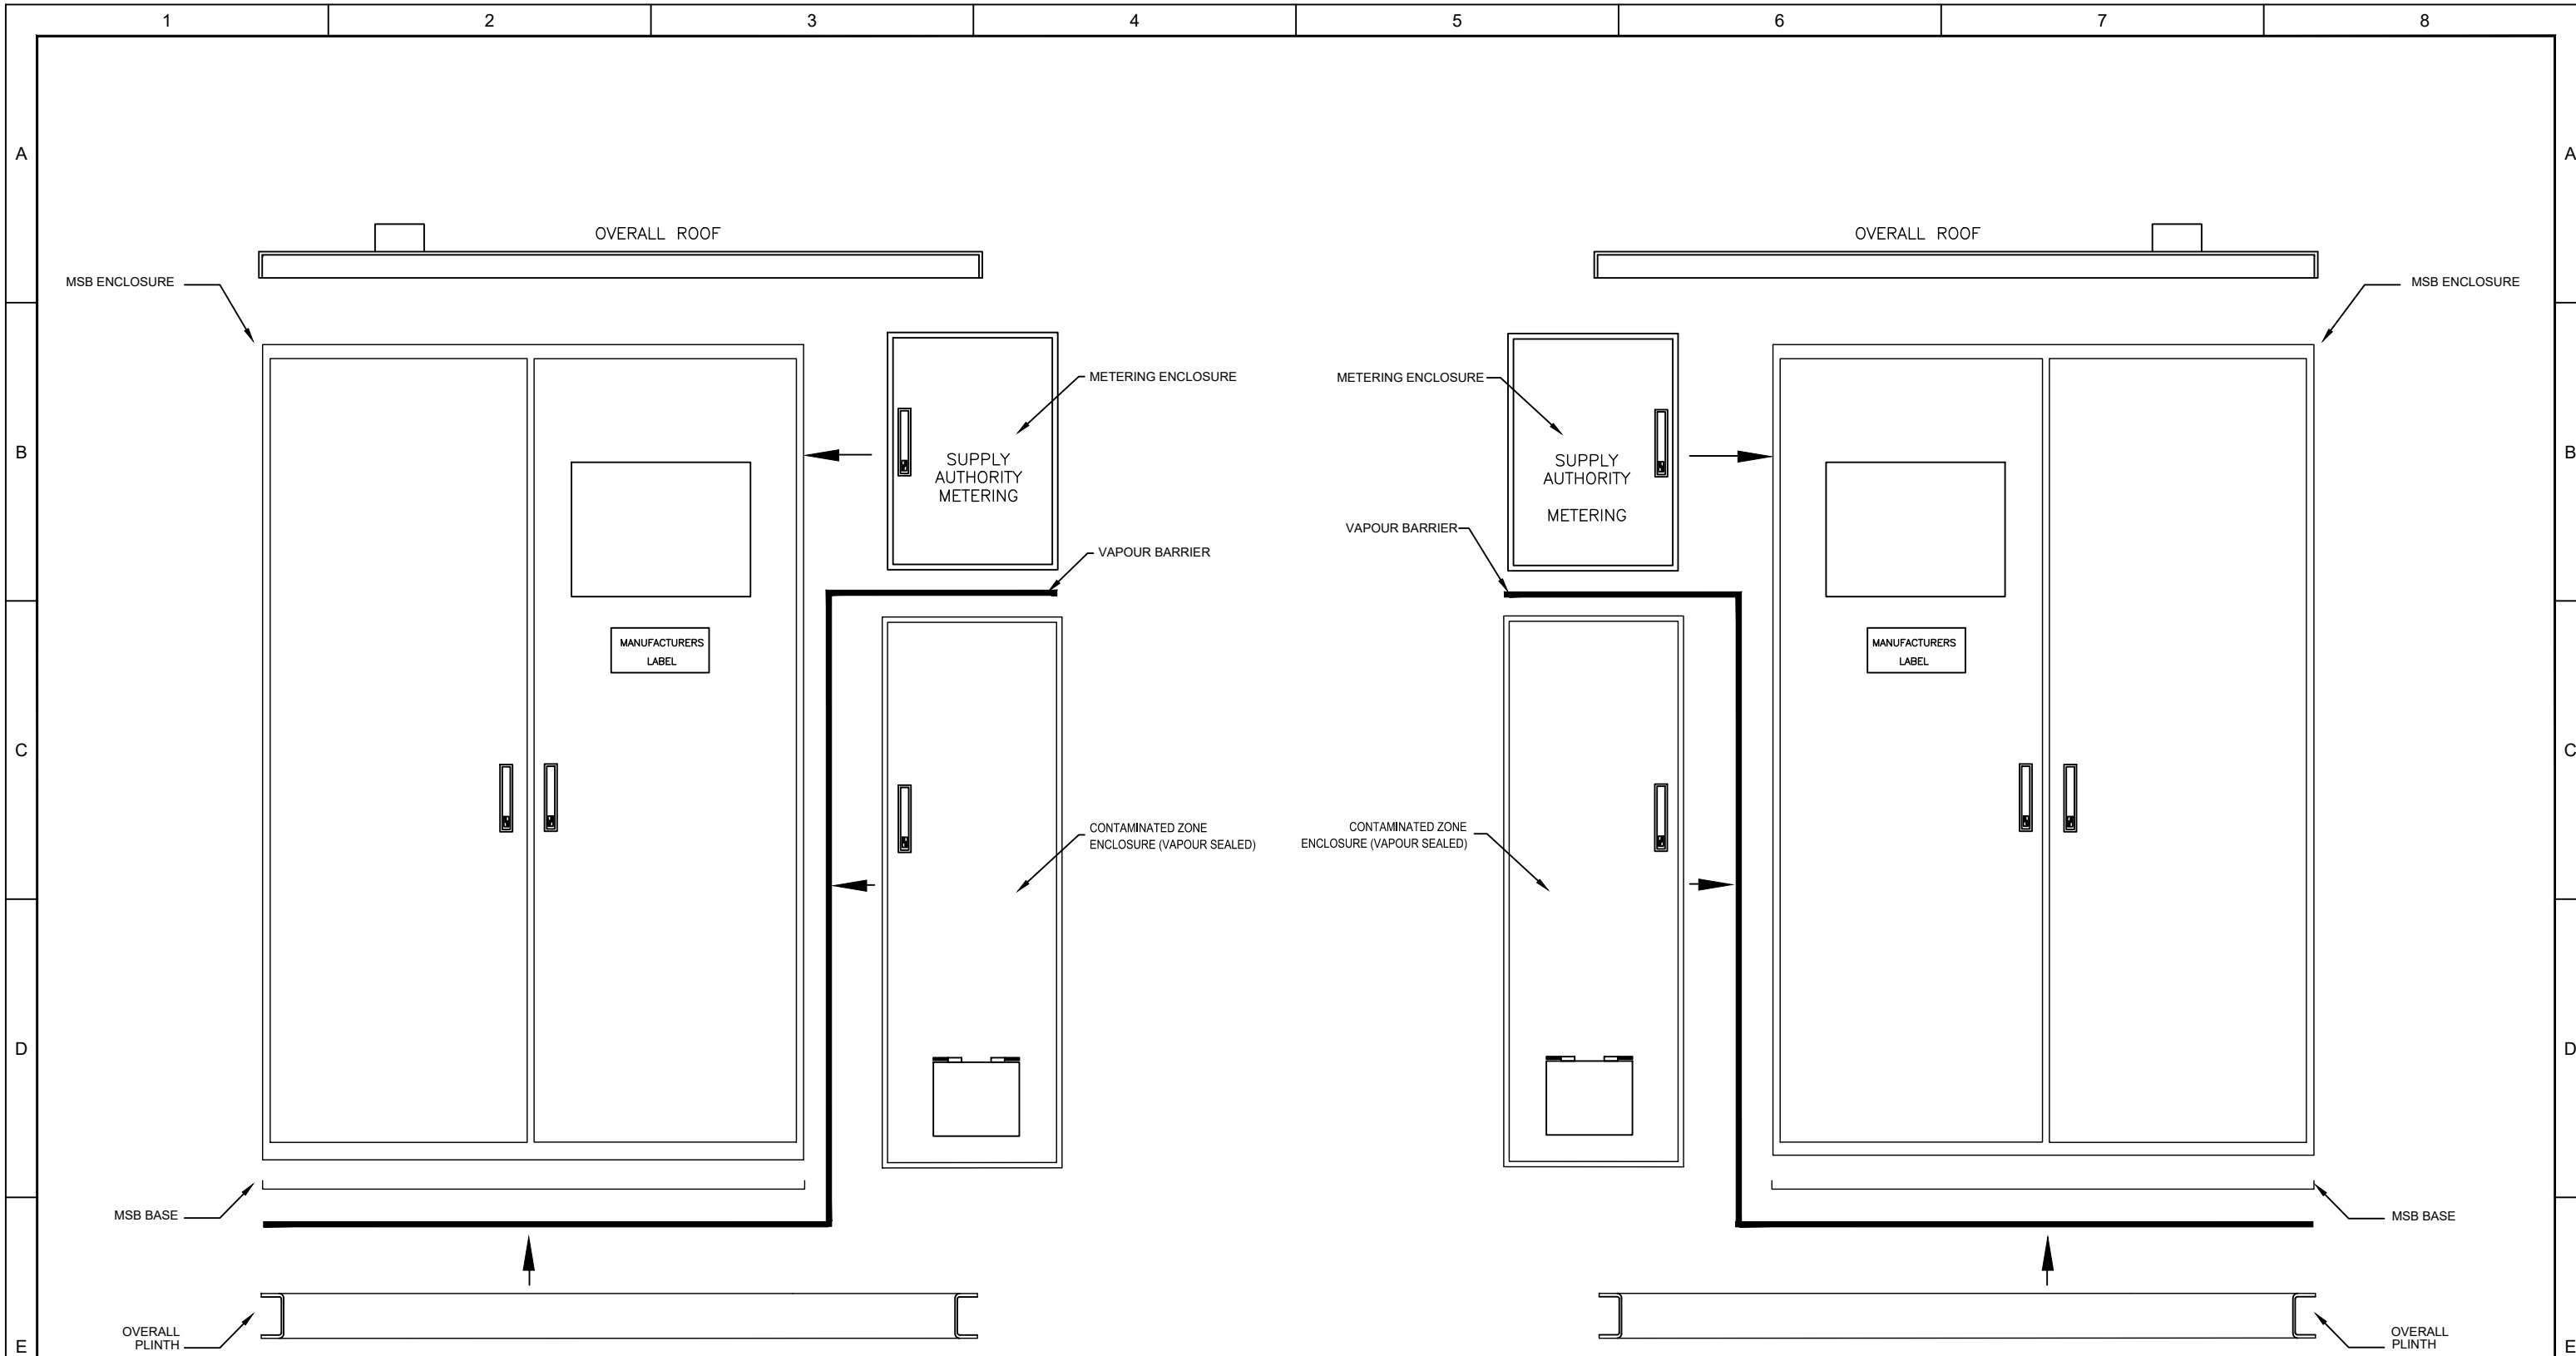 1 2 3 4 5 6 7 8
A A
OVERALL ROOF OVERALL ROOF
MSB ENCLOSURE MSB ENCLOSURE
METERING ENCLOSURE METERING ENCLOSURE
B B
SUPPLY
AUTHORITY
METERING
SUPPLY
AUTHORITY
METERING
VAPOUR BARRIER VAPOUR BARRIER
MANUFACTURERS
LABEL
MANUFACTURERS
LABEL
C C
CONTAMINATED ZONE
ENCLOSURE (VAPOUR SEALED)
CONTAMINATED ZONE
ENCLOSURE (VAPOUR SEALED)
D D
MSB BASE MSB BASE
OVERALL
PLINTH
OVERALL
PLINTH
E E